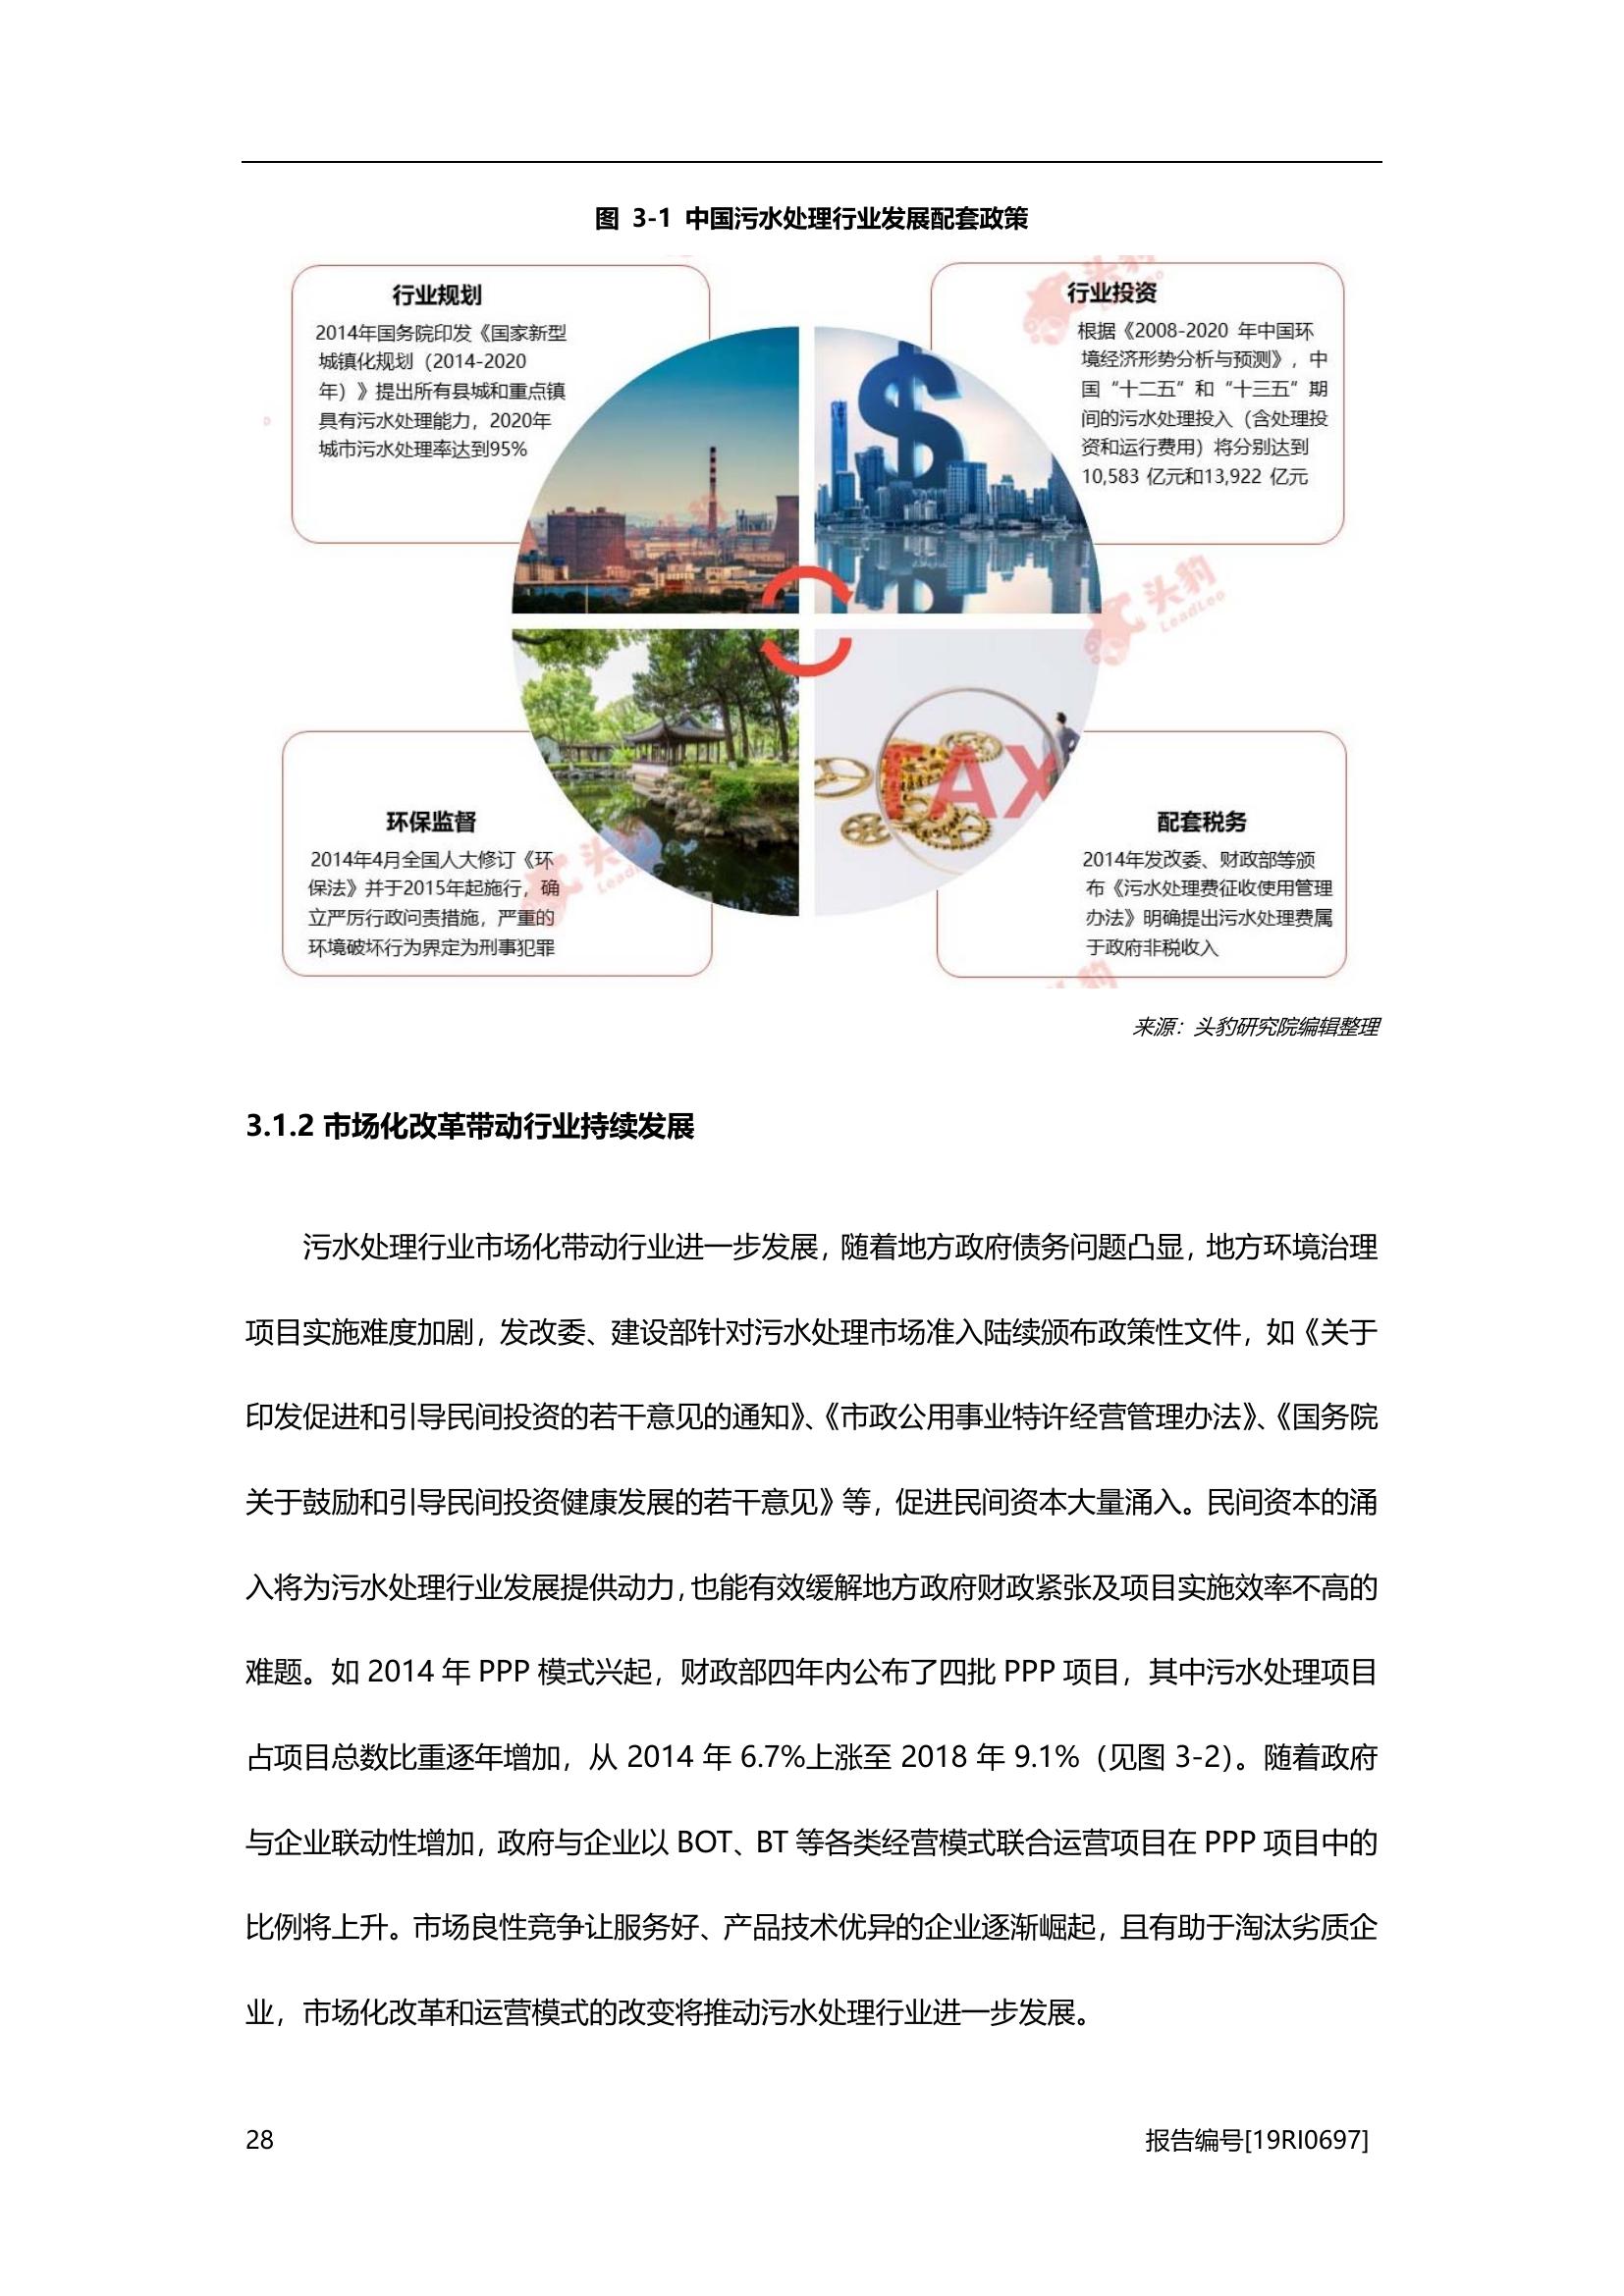 图 3-1 中国污水处理行业发展配套政策
行业规划
2014年国务院印发《国家新型
城镇化规划（2014-2020
年）》提出所有县城和重点镇
具有污水处理能力，2020年
城市污水处理率达到95%
行业投资
根据《2008-2020 年中国环
境经济形势分析与预测》，中
国“十二五”和“十三五”期
间的污水处理投入（含处理投
资和运行费用）将分别达到
10,583 亿元和13,922 亿元
头豹
LeadLeo
TAX
环保监督
2014年4月全国人大修订《环
保法》并于2015年起施行，确
立严厉行政问责措施，严重的
环境破坏行为界定为刑事犯罪
配套税务
2014年发改委、财政部等颁
布《污水处理费征收使用管理
办法》明确提出污水处理费属
于政府非税收入
来源：头豹研究院编辑整理
3.1.2 市场化改革带动行业持续发展
污水处理行业市场化带动行业进一步发展，随着地方政府债务问题凸显，地方环境治理
项目实施难度加剧，发改委、建设部针对污水处理市场准入陆续颁布政策性文件，如《关于
印发促进和引导民间投资的若干意见的通知》、《市政公用事业特许经营管理办法》、《国务院
关于鼓励和引导民间投资健康发展的若干意见》等，促进民间资本大量涌入。民间资本的涌
入将为污水处理行业发展提供动力，也能有效缓解地方政府财政紧张及项目实施效率不高的
难题。如 2014 年 PPP 模式兴起，财政部四年内公布了四批 PPP 项目，其中污水处理项目
占项目总数比重逐年增加，从 2014 年 6.7%上涨至 2018 年 9.1%（见图 3-2）。随着政府
与企业联动性增加，政府与企业以 BOT、BT 等各类经营模式联合运营项目在 PPP 项目中的
比例将上升。市场良性竞争让服务好、产品技术优异的企业逐渐崛起，且有助于淘汰劣质企
业，市场化改革和运营模式的改变将推动污水处理行业进一步发展。
28
报告编号[19RI0697]